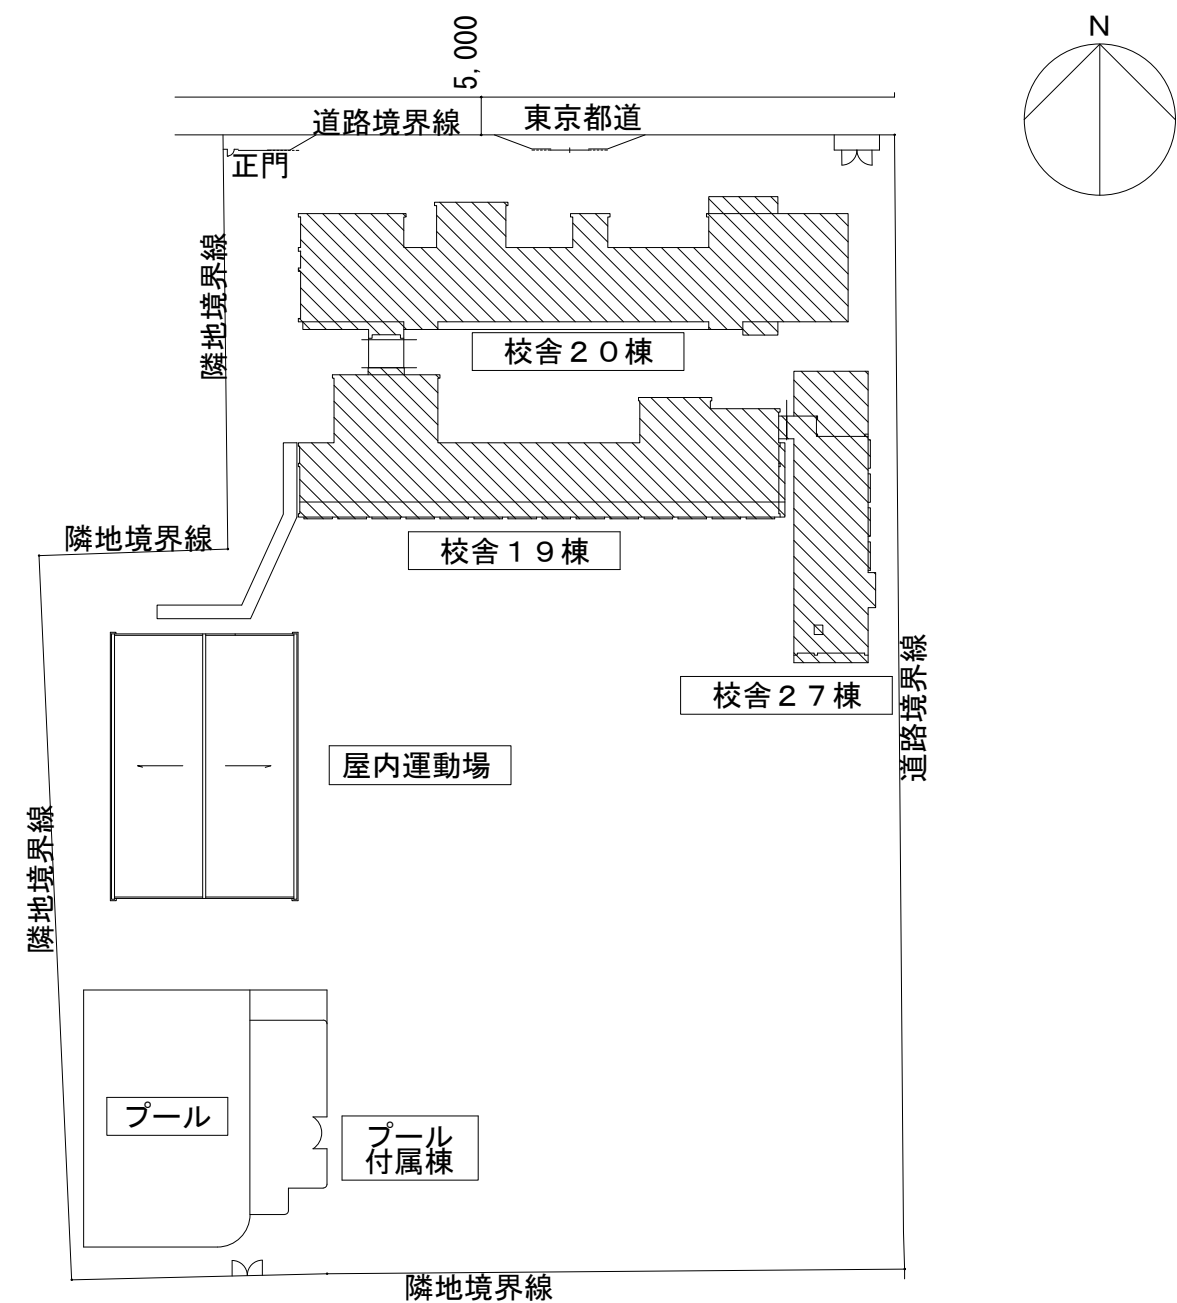 N
5,000
道路境界線
東京都道
正門
隣地境界線
校舎２０棟
隣地境界線
校舎１９棟
校舎２７棟
道路境界線
屋内運動場
隣地境界線
プール
プール
付属棟
隣地境界線